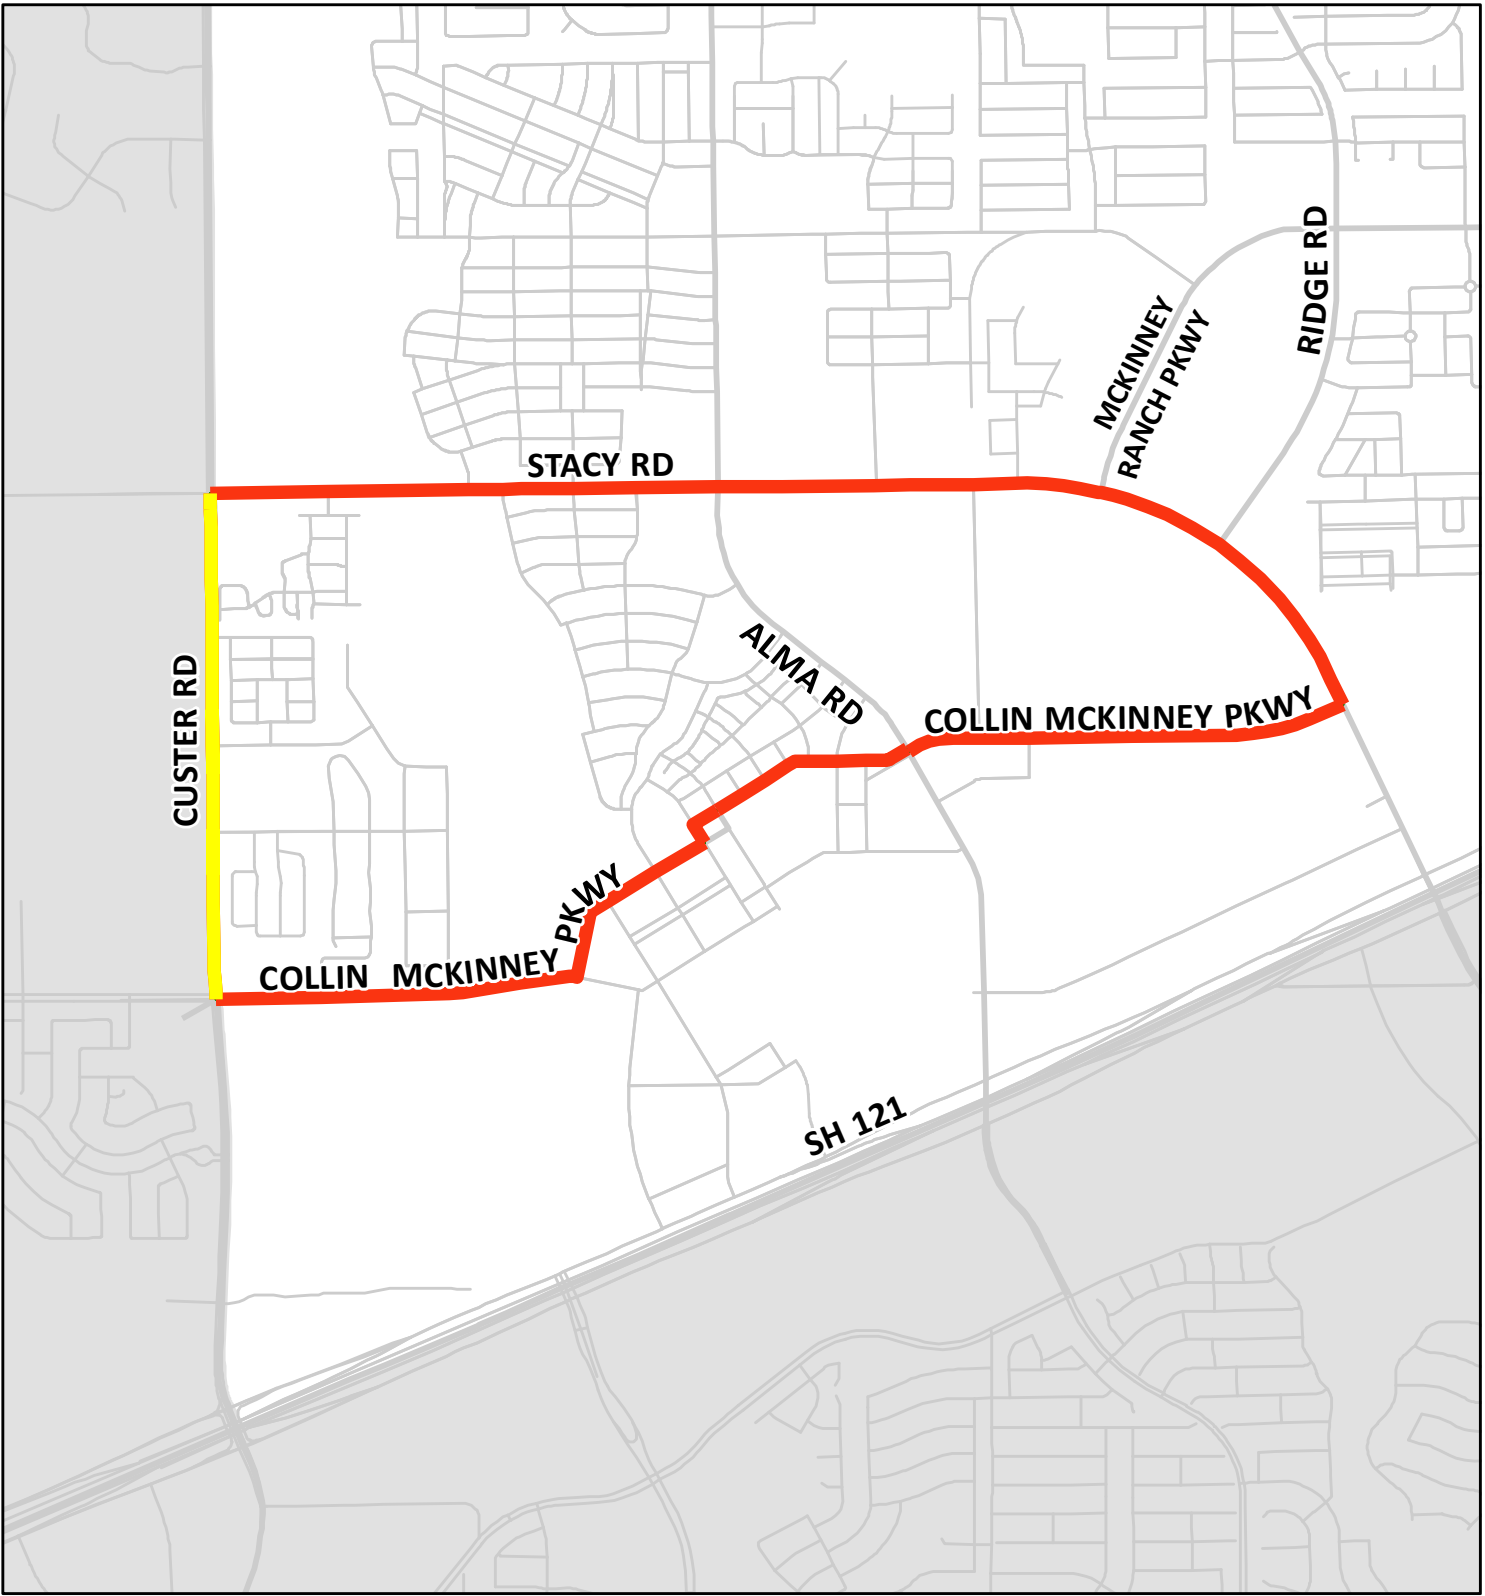 RIDGE RD
MCKINNEY
RANCH PKWY
STACY RD
ALMA RD
CUSTER RD
COLLIN MCKINNEY PKWY
COLLIN MCKINNEY PKWY
SH 121